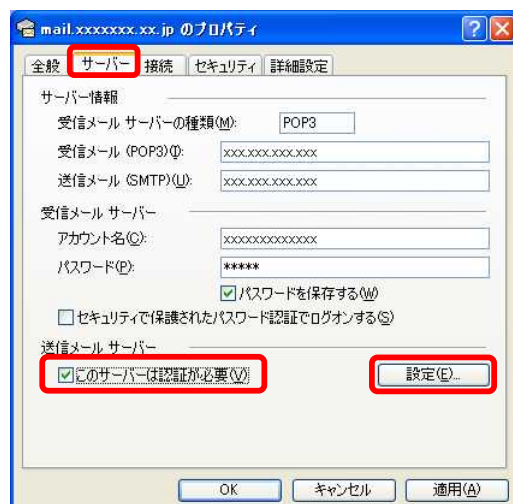 mail.xxxxxxx.xx.jp のプロパティ
全般 サーバー 接続 セキュリティ 詳細設定
サーバー情報
受信メール サーバーの種類(M): POP3
受信メール (POP3)(I): xxx.xxx.xxx.xxx
送信メール (SMTP)(U): xxx.xxx.xxx.xxx
受信メール サーバー
アカウント名(C): xxxxxxxxxxxxx
パスワード(P): *****
パスワードを保存する(W)
セキュリティで保護されたパスワード認証でログオンする(S)
送信メール サーバー
このサーバーは認証が必要(V) 設定(E)...
OK キャンセル 適用(A)